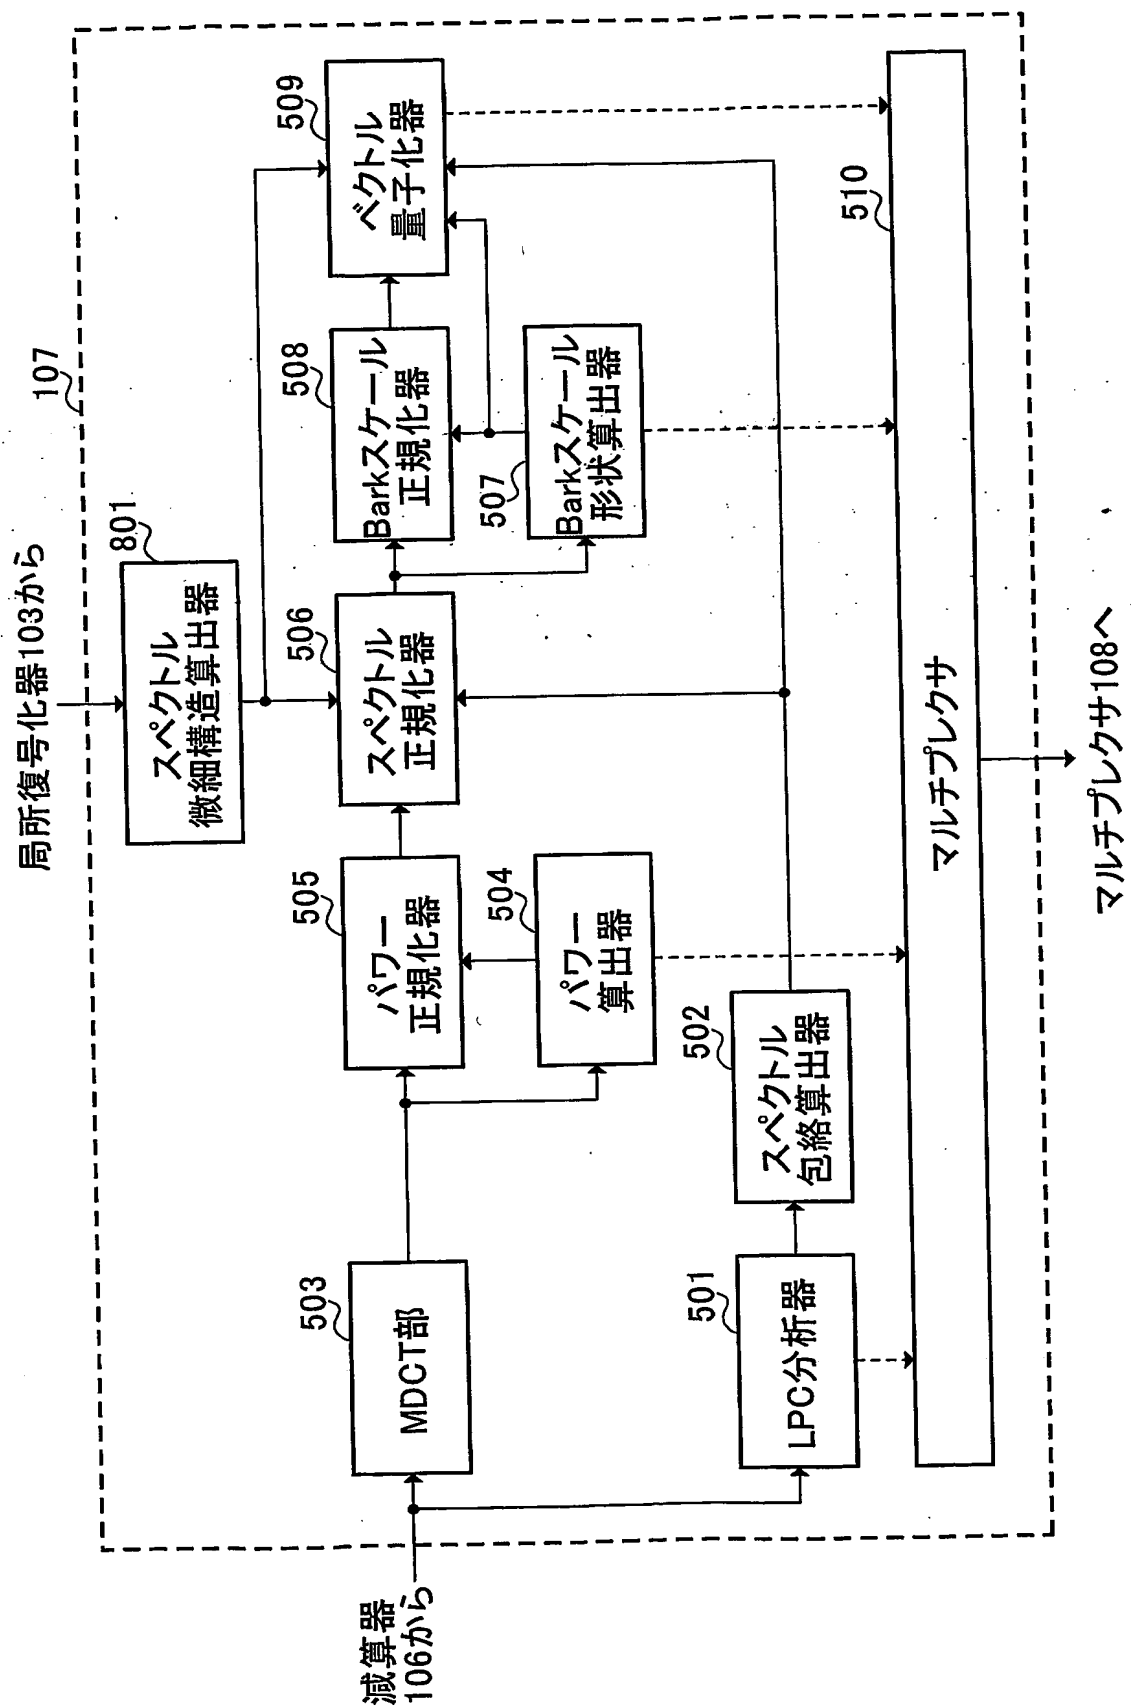 局所復号化器103から
107
801
スペクトル
微細構造算出器
509
ベクトル
量子化器
508
Barkスケール
正規化器
506
スペクトル
正規化器
505
パワー
正規化器
503
MDCT部
減算器
106から
504
パワー
算出器
507
Barkスケール
形状算出器
502
スペクトル
包絡算出器
501
LPC分析器
510
マルチプレクサ
マルチプレクサ108へ